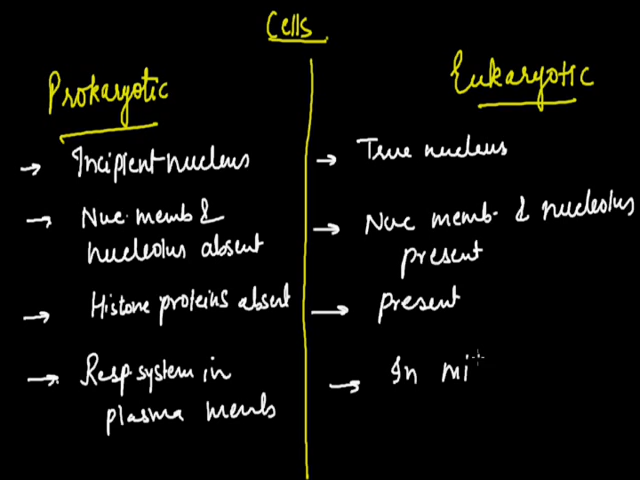 Cells
Prokaryotic
→ Incipient nucleus
→ Nuc. memb &
nucleolus absent
→ Histone proteins absent
→ Resp system in
plasma memb
Eukaryotic
→ True nucleus
→ Nuc memb. & nucleolus
present
→ present
→ In mit